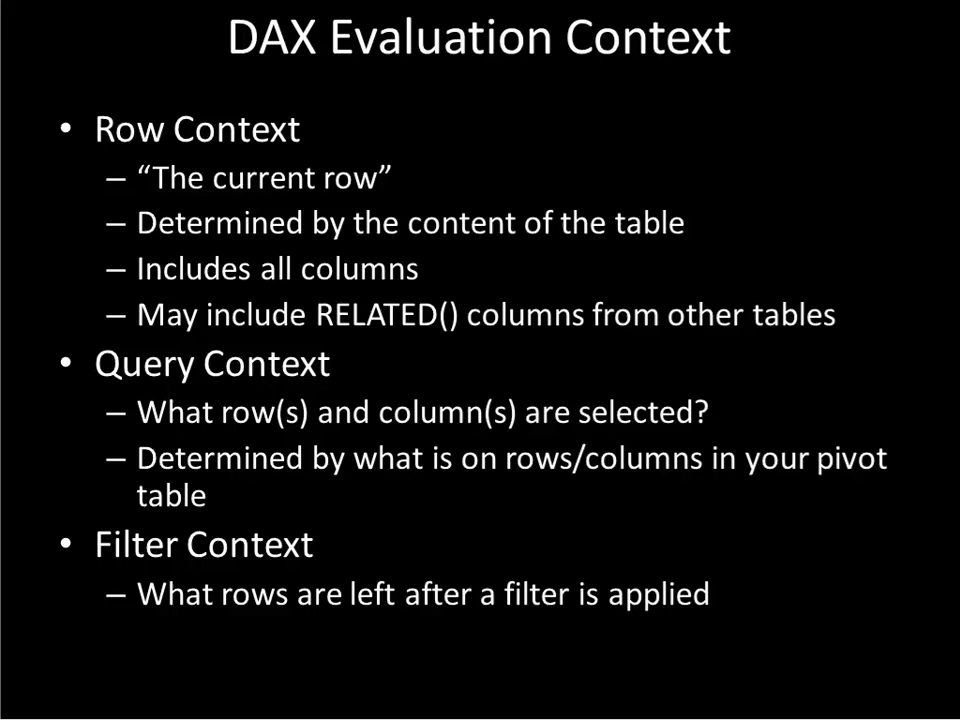 DAX Evaluation Context
• Row Context
– “The current row”
– Determined by the content of the table
– Includes all columns
– May include RELATED() columns from other tables
• Query Context
– What row(s) and column(s) are selected?
– Determined by what is on rows/columns in your pivot
table
• Filter Context
– What rows are left after a filter is applied